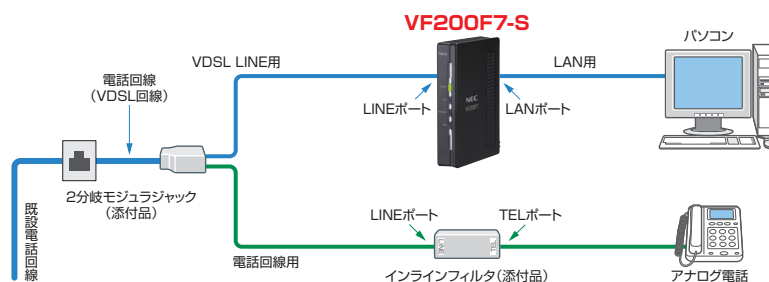 VF200F7-S
パソコン
VDSL LINE用
LAN用
電話回線
(VDSL回線)
LINEポート
LANポート
NEC
2分岐モジュラジャック
(添付品)
既設電話回線
LINEポート
TELポート
LINE
TEL
電話回線用
インラインフィルタ(添付品)
アナログ電話